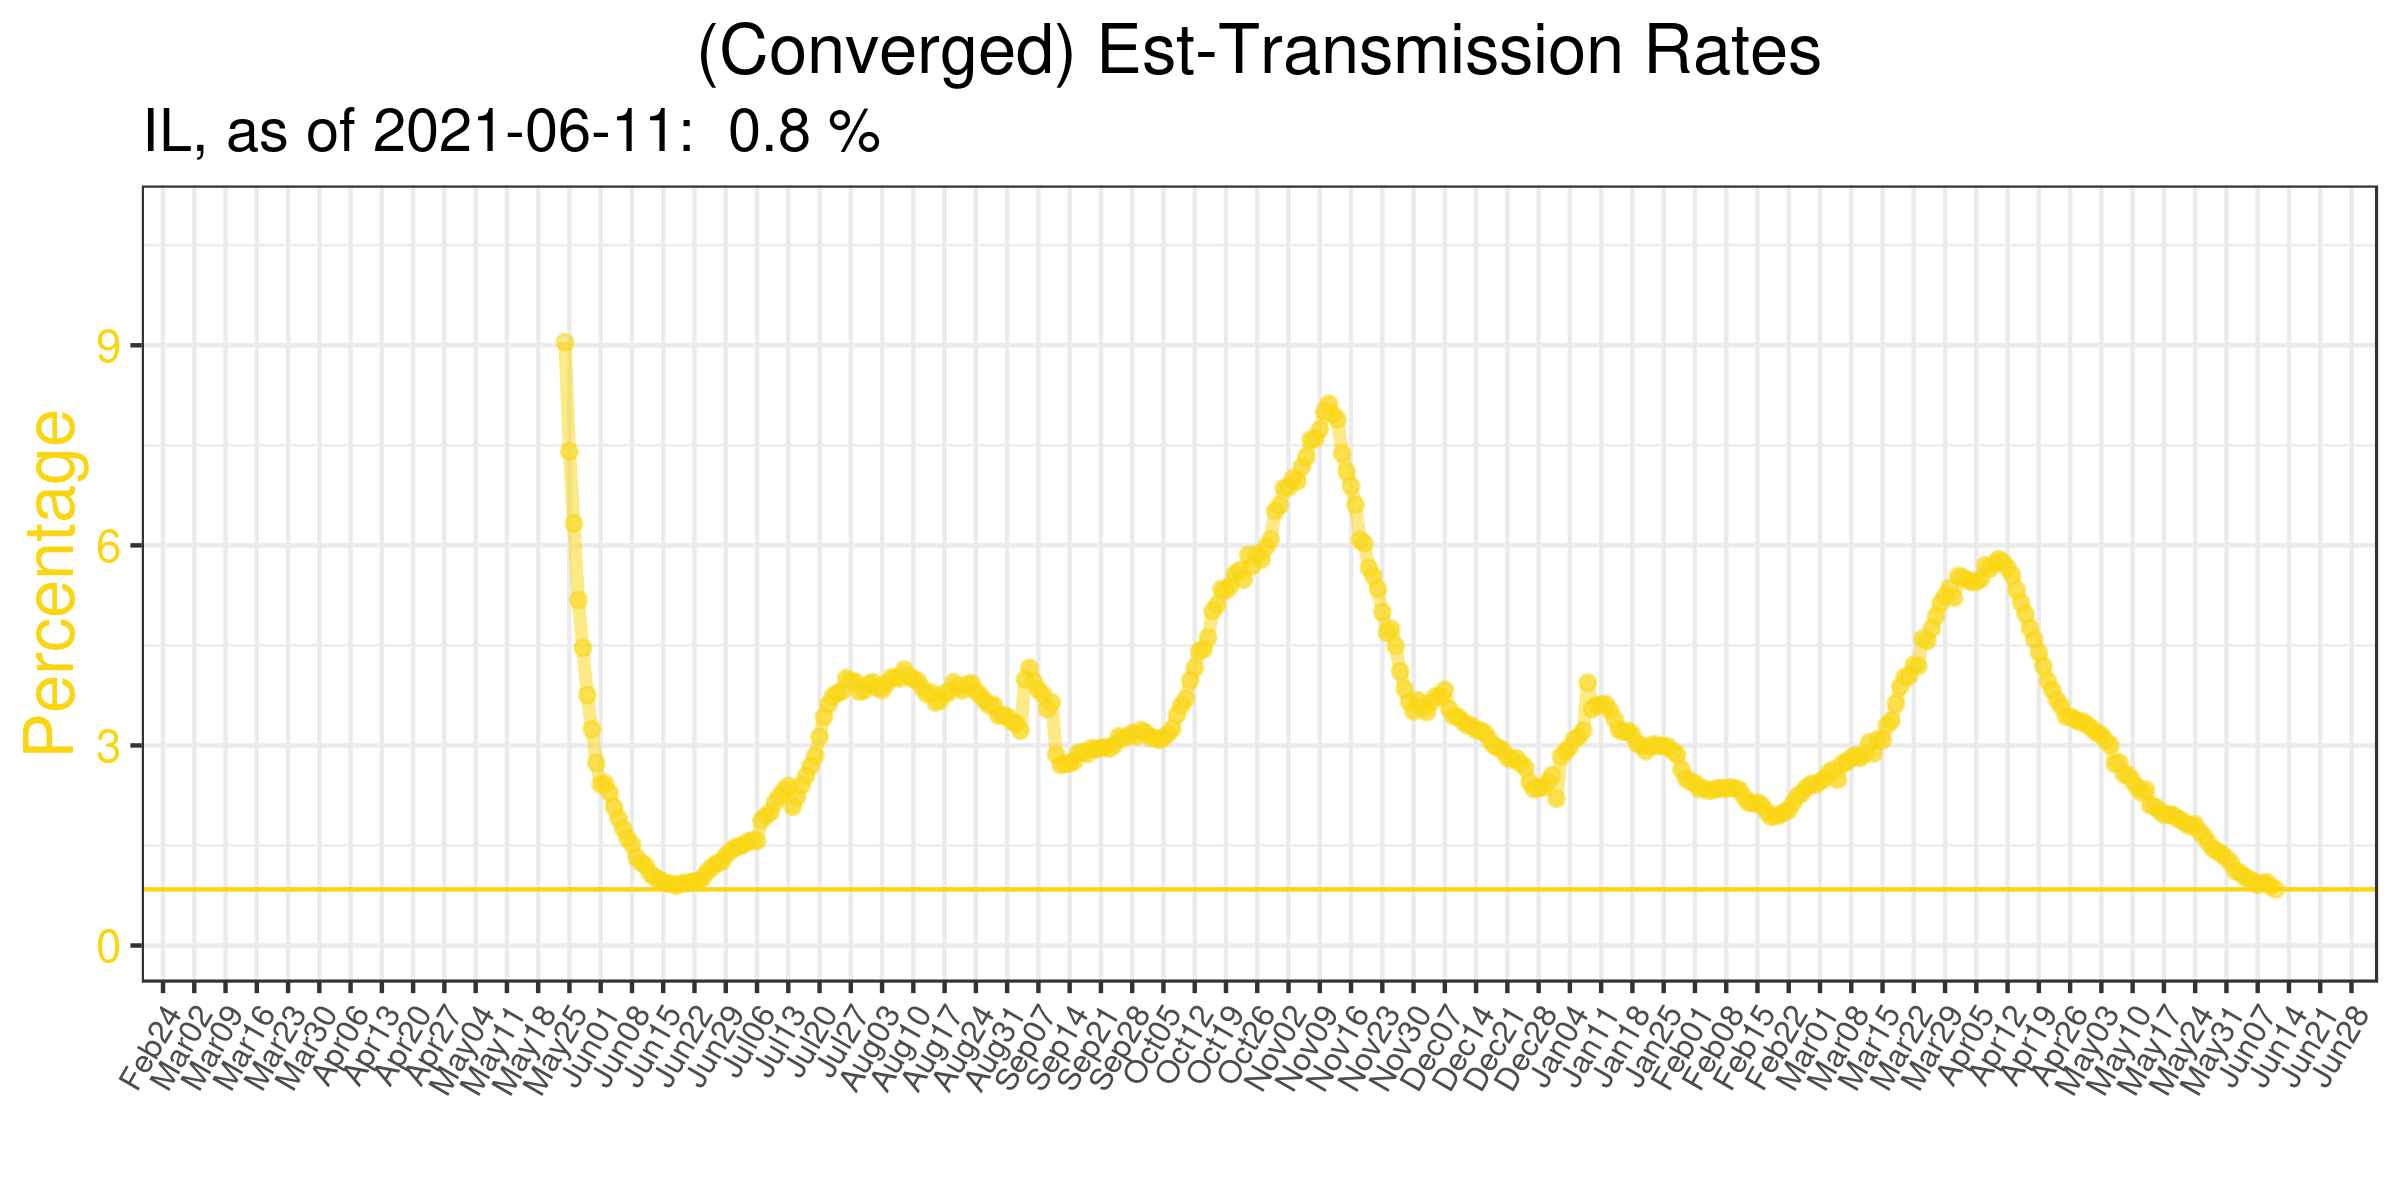 (Converged) Est-Transmission Rates
IL, as of 2021-06-11:  0.8 %
Percentage
9
6
3
0
Feb24
Mar02
Mar09
Mar16
Mar23
Mar30
Apr06
Apr13
Apr20
Apr27
May04
May11
May18
May25
Jun01
Jun08
Jun15
Jun22
Jun29
Jul06
Jul13
Jul20
Jul27
Aug03
Aug10
Aug17
Aug24
Aug31
Sep07
Sep14
Sep21
Sep28
Oct05
Oct12
Oct19
Oct26
Nov02
Nov09
Nov16
Nov23
Nov30
Dec07
Dec14
Dec21
Dec28
Jan04
Jan11
Jan18
Jan25
Feb01
Feb08
Feb15
Feb22
Mar01
Mar08
Mar15
Mar22
Mar29
Apr05
Apr12
Apr19
Apr26
May03
May10
May17
May24
May31
Jun07
Jun14
Jun21
Jun28